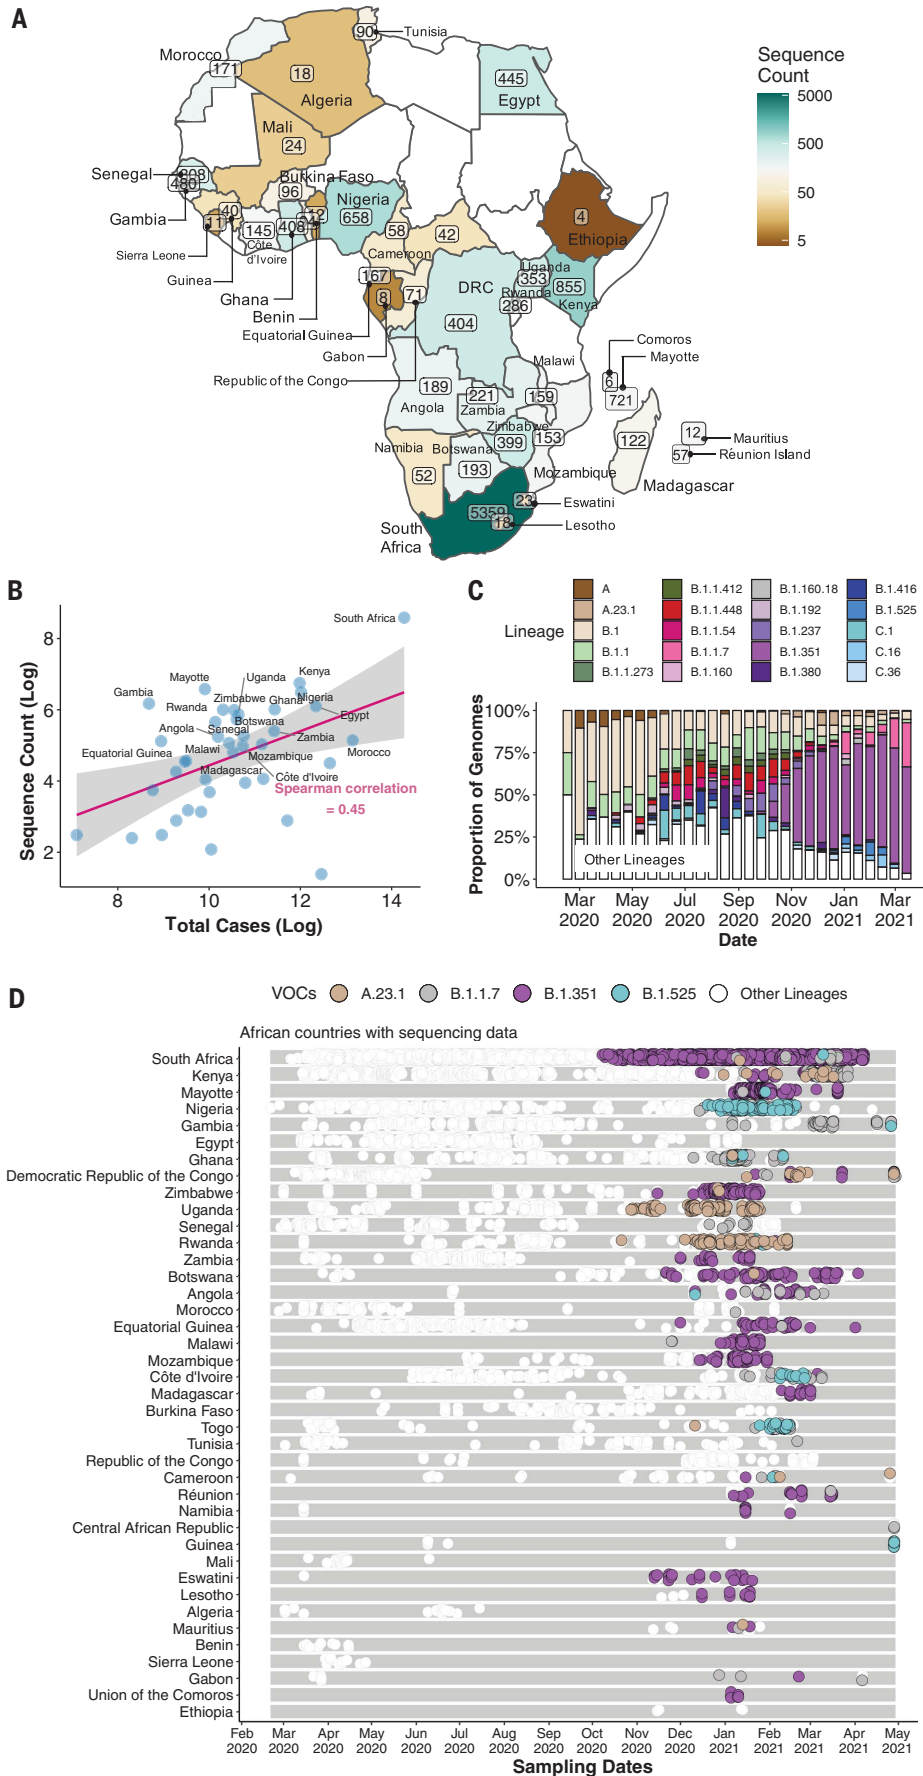 A
90
Tunisia
Morocco
171
18
Algeria
445
Egypt
Sequence
Count
5000
500
50
5
Mali
24
Senegal
480
Burkina Faso
96
Nigeria
658
Gambia
40
11
145
408
12
Côte
d'Ivoire
58
42
Cameroon
4
Ethiopia
Sierra Leone
Guinea
Ghana
Benin
Equatorial Guinea
Gabon
Republic of the Congo
167
8
71
DRC
404
Uganda
353
Rwanda
286
855
Kenya
Comoros
Mayotte
6
721
Malawi
189
Angola
221
Zambia
159
Zimbabwe
399
153
122
12
Mauritius
57
Réunion Island
Namibia
Botswana
52
193
Mozambique
Madagascar
5359
23
Eswatini
18
Lesotho
South
Africa
B
Sequence Count (Log)
8
6
4
2
South Africa
Mayotte
Uganda
Kenya
Gambia
Zimbabwe
Ghana
Nigeria
Rwanda
Egypt
Botswana
Angola
Senegal
Zambia
Equatorial Guinea
Malawi
Mozambique
Morocco
Madagascar
Côte d'Ivoire
Spearman correlation
= 0.45
8
10
12
14
Total Cases (Log)
C
Lineage
A
A.23.1
B.1
B.1.1
B.1.1.273
B.1.1.412
B.1.1.448
B.1.1.54
B.1.1.7
B.1.160
B.1.160.18
B.1.192
B.1.237
B.1.351
B.1.380
B.1.416
B.1.525
C.1
C.16
C.36
Proportion of Genomes
100%
75%
50%
25%
0%
Other Lineages
Mar
2020
May
2020
Jul
2020
Sep
2020
Nov
2020
Jan
2021
Mar
2021
Date
D
VOCs
A.23.1
B.1.1.7
B.1.351
B.1.525
Other Lineages
African countries with sequencing data
South Africa
Kenya
Mayotte
Nigeria
Gambia
Egypt
Ghana
Democratic Republic of the Congo
Zimbabwe
Uganda
Senegal
Rwanda
Zambia
Botswana
Angola
Morocco
Equatorial Guinea
Malawi
Mozambique
Côte d'Ivoire
Madagascar
Burkina Faso
Togo
Tunisia
Republic of the Congo
Cameroon
Réunion
Namibia
Central African Republic
Guinea
Mali
Eswatini
Lesotho
Algeria
Mauritius
Benin
Sierra Leone
Gabon
Union of the Comoros
Ethiopia
Feb
2020
Mar
2020
Apr
2020
May
2020
Jun
2020
Jul
2020
Aug
2020
Sep
2020
Oct
2020
Nov
2020
Dec
2020
Jan
2021
Feb
2021
Mar
2021
Apr
2021
May
2021
Sampling Dates